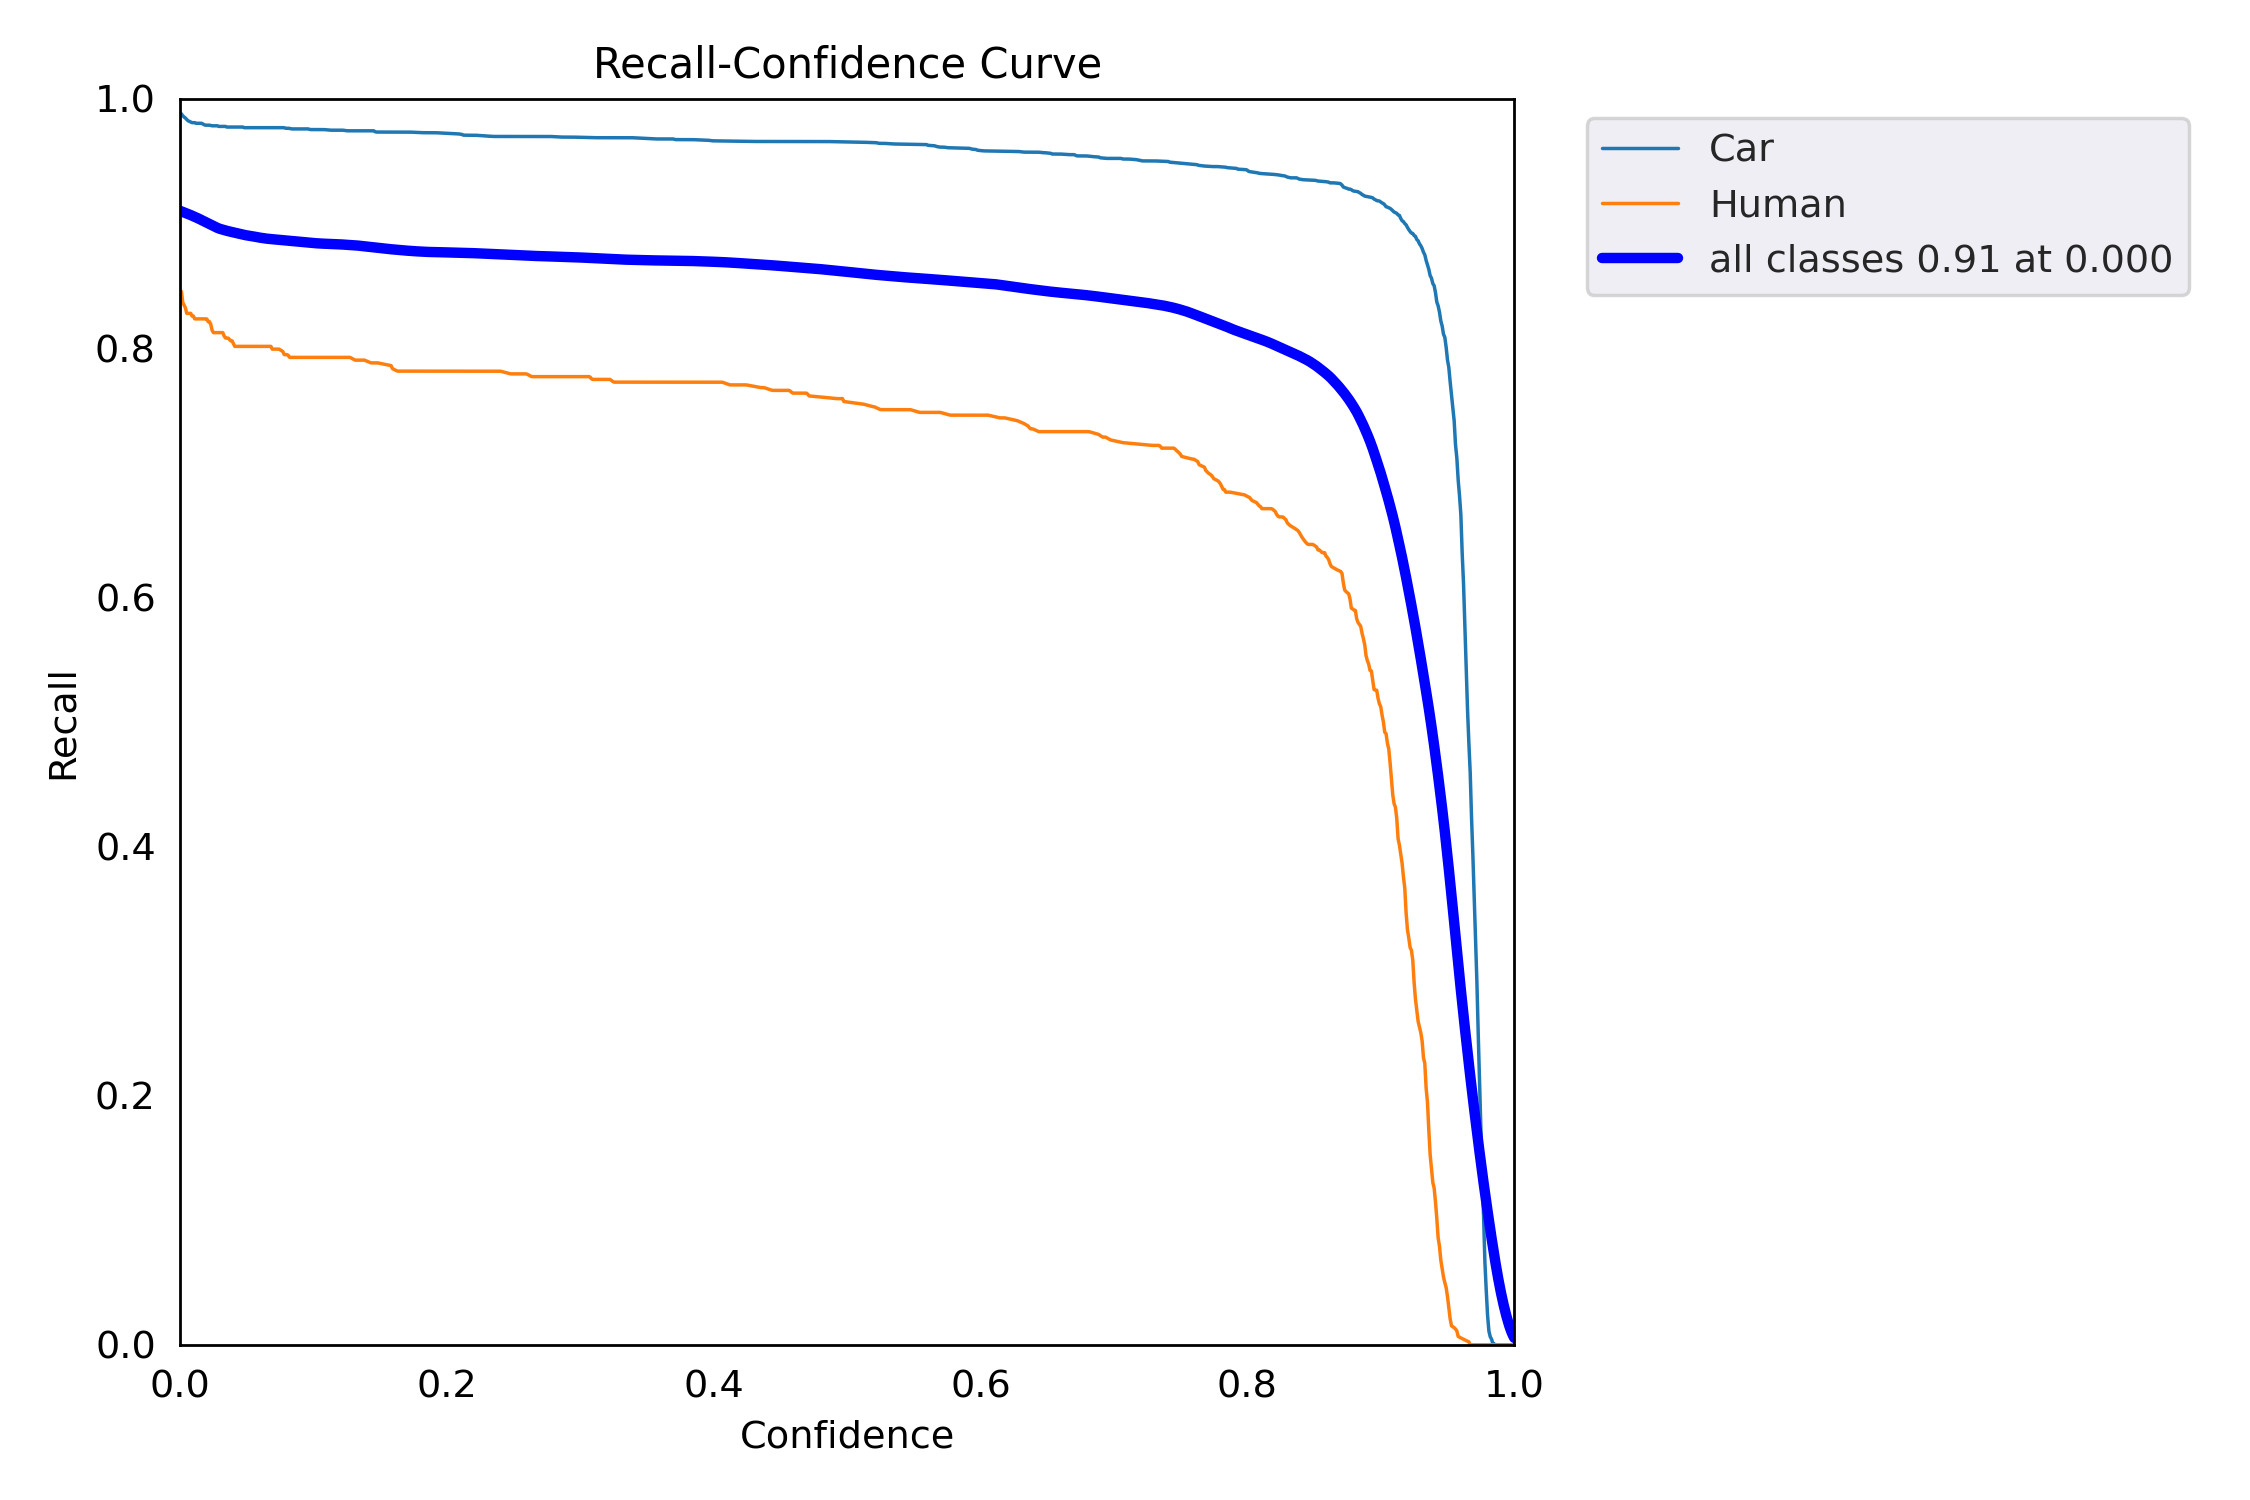 Recall-Confidence Curve
1.0
0.8
0.6
0.4
0.2
0.0
Recall
0.0 0.2 0.4 0.6 0.8 1.0
Confidence
Car
Human
all classes 0.91 at 0.000